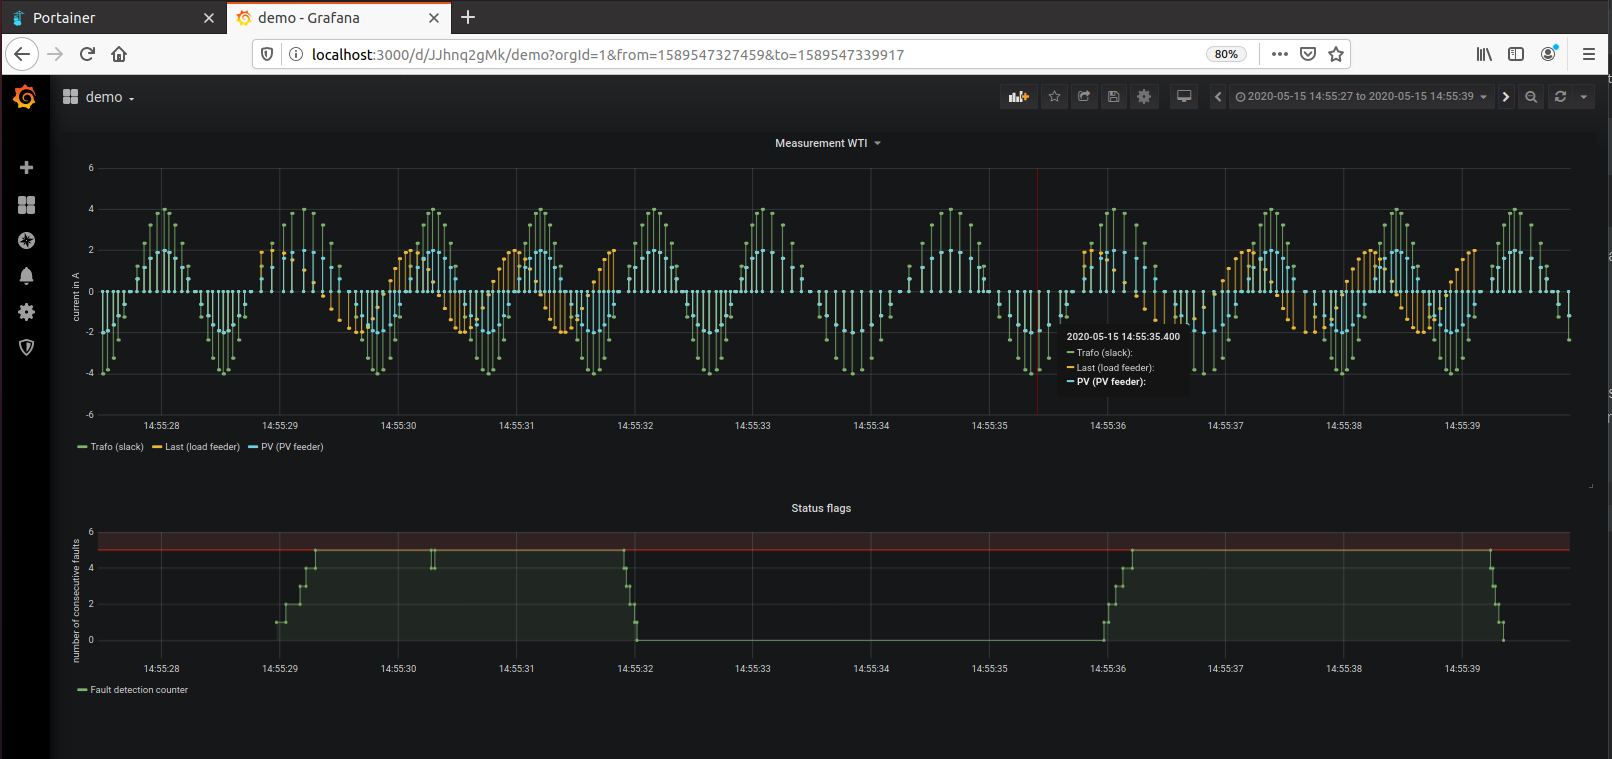 Portainer
demo - Grafana
localhost:3000/d/JJhnq2gMk/demo?orgId=1&from=1589547327459&to=1589547339917
80%
demo
2020-05-15 14:55:27 to 2020-05-15 14:55:39
Measurement WTI
current in A
6
4
2
0
-2
-4
-6
14:55:28 14:55:29 14:55:30 14:55:31 14:55:32 14:55:33 14:55:34 14:55:35 14:55:36 14:55:37 14:55:38 14:55:39
2020-05-15 14:55:35.400
Trafo (slack):
Last (load feeder):
PV (PV feeder):
Trafo (slack) Last (load feeder) PV (PV feeder)
Status flags
number of consecutive faults
6
4
2
0
14:55:28 14:55:29 14:55:30 14:55:31 14:55:32 14:55:33 14:55:34 14:55:35 14:55:36 14:55:37 14:55:38 14:55:39
Fault detection counter